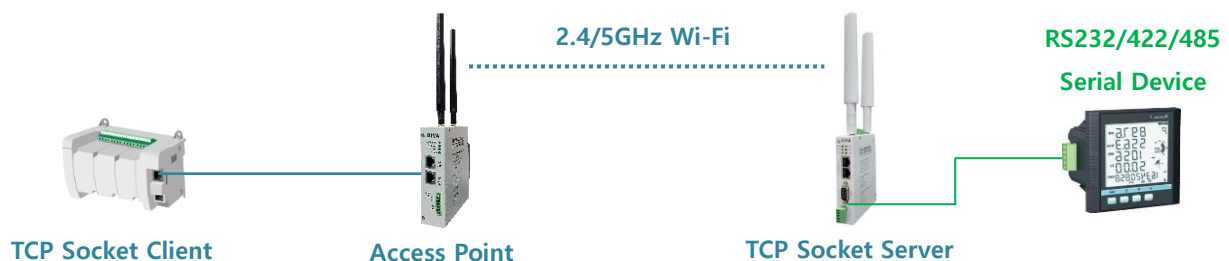 2.4/5GHz Wi-Fi
RS232/422/485
Serial Device
TCP Socket Client
Access Point
TCP Socket Server